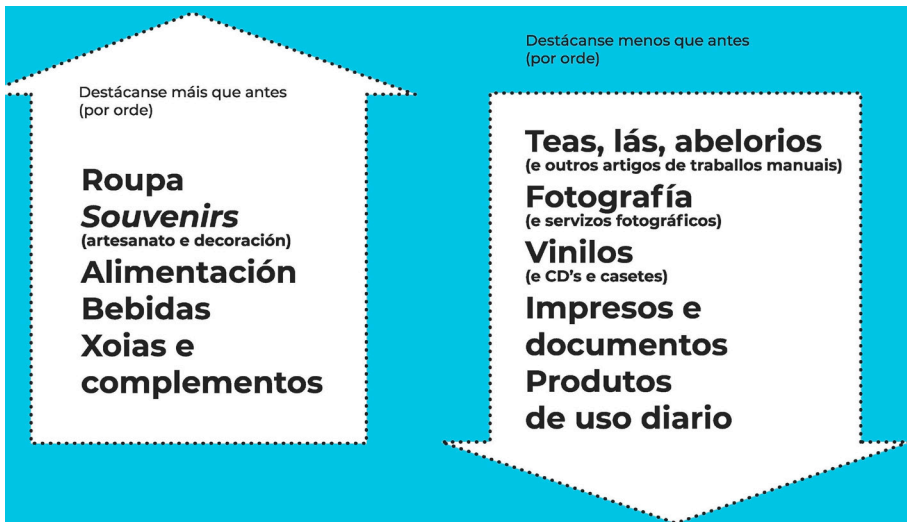 Destácanse máis que antes
(por orde)
Roupa
Souvenirs
(artesanato e decoración)
Alimentación
Bebidas
Xoias e
complementos
Destácanse menos que antes
(por orde)
Teas, lás, abelorios
(e outros artigos de traballos manuais)
Fotografía
(e servizos fotográficos)
Vinilos
(e CD's e casetes)
Impresos e
documentos
Produtos
de uso diario